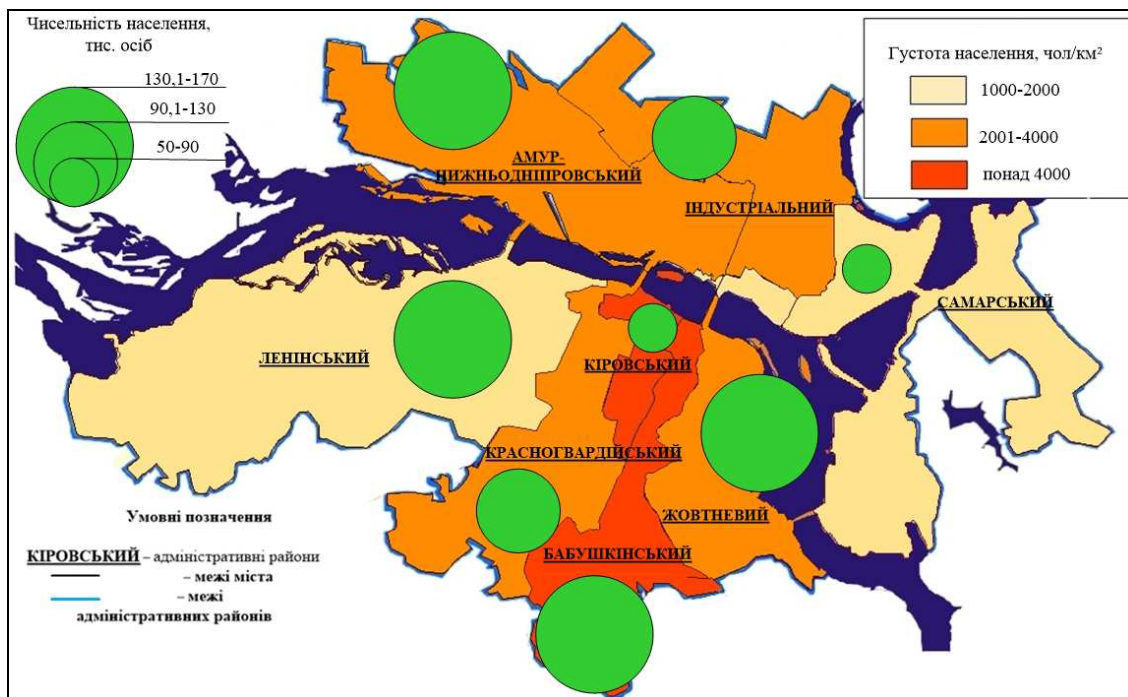 Чисельність населення,
тис. осіб
130,1-170
90,1-130
50-90
Густота населення, чол/км²
1000-2000
2001-4000
понад 4000
АМУР-
НИЖНЬОДНІПРОВСЬКИЙ
ІНДУСТРІАЛЬНИЙ
САМАРСЬКИЙ
ЛЕНІНСЬКИЙ
КІРОВСЬКИЙ
КРАСНОГВАРДІЙСЬКИЙ
ЖОВТНЕВИЙ
БАБУШКІНСЬКИЙ
Умовні позначення
КІРОВСЬКИЙ – адміністративні райони
– межі міста
– межі
адміністративних районів